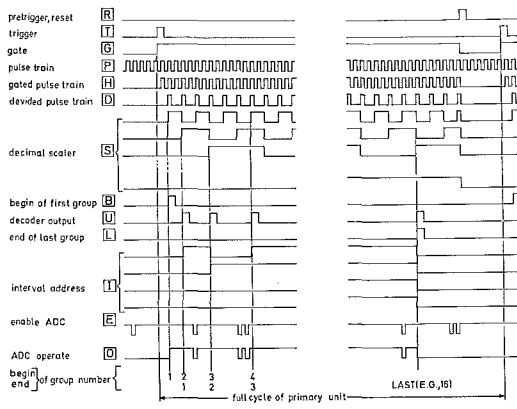 pretrigger, reset R
trigger T
gate G
pulse train P
gated pulse train H
devided pulse train D
decimal scaler S
begin of first group B
decoder output U
end of last group L
interval address I
enable ADC E
ADC operate O
begin 1 2 3 4 LAST(E.G.,16)
end } of group number 1 2 3
full cycle of primary unit